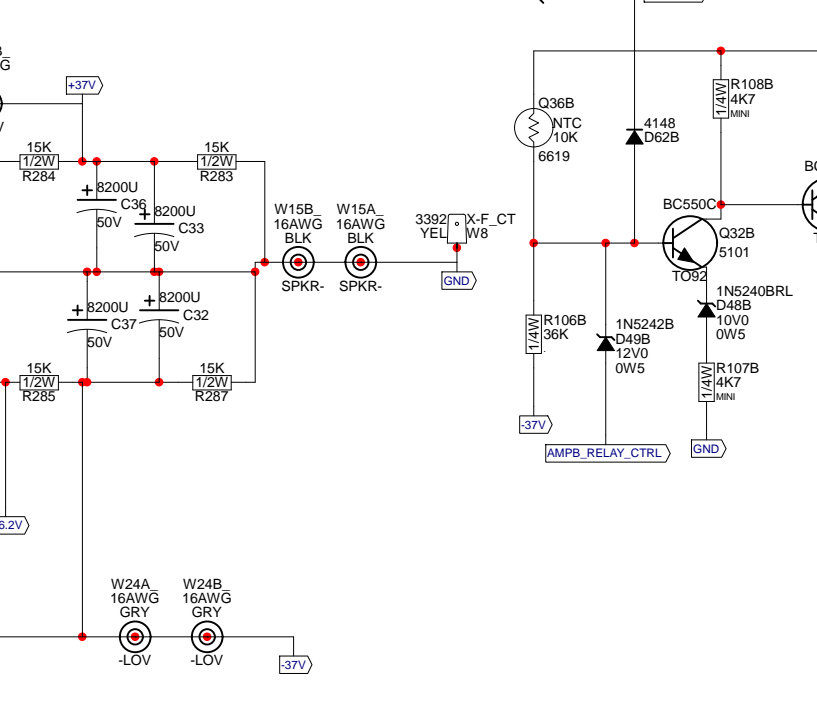 G
+37V
15K
1/2W
R284
15K
1/2W
R283
8200U
C36
50V
8200U
C33
50V
W15B_
16AWG
BLK
SPKR-
W15A_
16AWG
BLK
SPKR-
3392
YEL
X-F_CT
W8
GND
8200U
C37
50V
8200U
C32
50V
15K
1/2W
R285
15K
1/2W
R287
6.2V
W24A_
16AWG
GRY
-LOV
W24B_
16AWG
GRY
-LOV
-37V
Q36B
NTC
10K
6619
4148
D62B
1/4W
R108B
4K7
MINI
BC550C
Q32B
5101
TO92
1/4W
R106B
36K
1N5242B
D49B
12V0
0W5
1N5240BRL
D48B
10V0
0W5
1/4W
R107B
4K7
MINI
-37V
AMPB_RELAY_CTRL
GND
BC
T